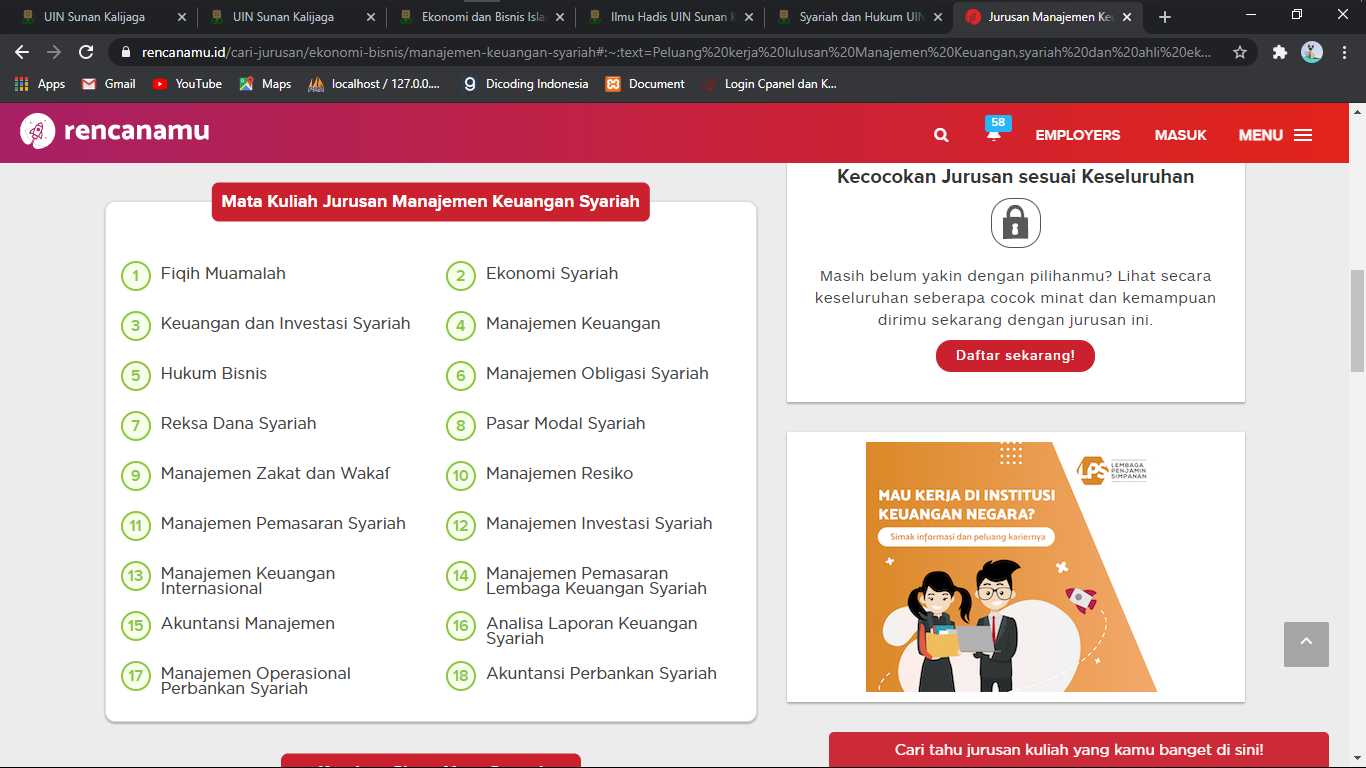 UIN Sunan Kalijaga
UIN Sunan Kalijaga
Ekonomi dan Bisnis Isla
Ilmu Hadis UIN Sunan K
Syariah dan Hukum UIN
Jurusan Manajemen Ke
rencanamu.id/cari-jurusan/ekonomi-bisnis/manajemen-keuangan-syariah#:~:text=Peluang%20kerja%20lulusan%20Manajemen%20Keuangan,syariah%20dan%20ahli%20ek...
Apps
Gmail
YouTube
Maps
localhost / 127.0.0....
Dicoding Indonesia
Document
Login Cpanel dan K...
rencanamu
58
EMPLOYERS
MASUK
MENU
Mata Kuliah Jurusan Manajemen Keuangan Syariah
1 Fiqih Muamalah
2 Ekonomi Syariah
3 Keuangan dan Investasi Syariah
4 Manajemen Keuangan
5 Hukum Bisnis
6 Manajemen Obligasi Syariah
7 Reksa Dana Syariah
8 Pasar Modal Syariah
9 Manajemen Zakat dan Wakaf
10 Manajemen Resiko
11 Manajemen Pemasaran Syariah
12 Manajemen Investasi Syariah
13 Manajemen Keuangan
Internasional
14 Manajemen Pemasaran
Lembaga Keuangan Syariah
15 Akuntansi Manajemen
16 Analisa Laporan Keuangan
Syariah
17 Manajemen Operasional
Perbankan Syariah
18 Akuntansi Perbankan Syariah
Kecocokan Jurusan sesuai Keseluruhan
Masih belum yakin dengan pilihanmu? Lihat secara
keseluruhan seberapa cocok minat dan kemampuan
dirimu sekarang dengan jurusan ini.
Daftar sekarang!
LPS
LEMBAGA
PENJAMIN
SIMPANAN
MAU KERJA DI INSTITUSI
KEUANGAN NEGARA?
Simak informasi dan peluang kariernya
Cari tahu jurusan kuliah yang kamu banget di sini!